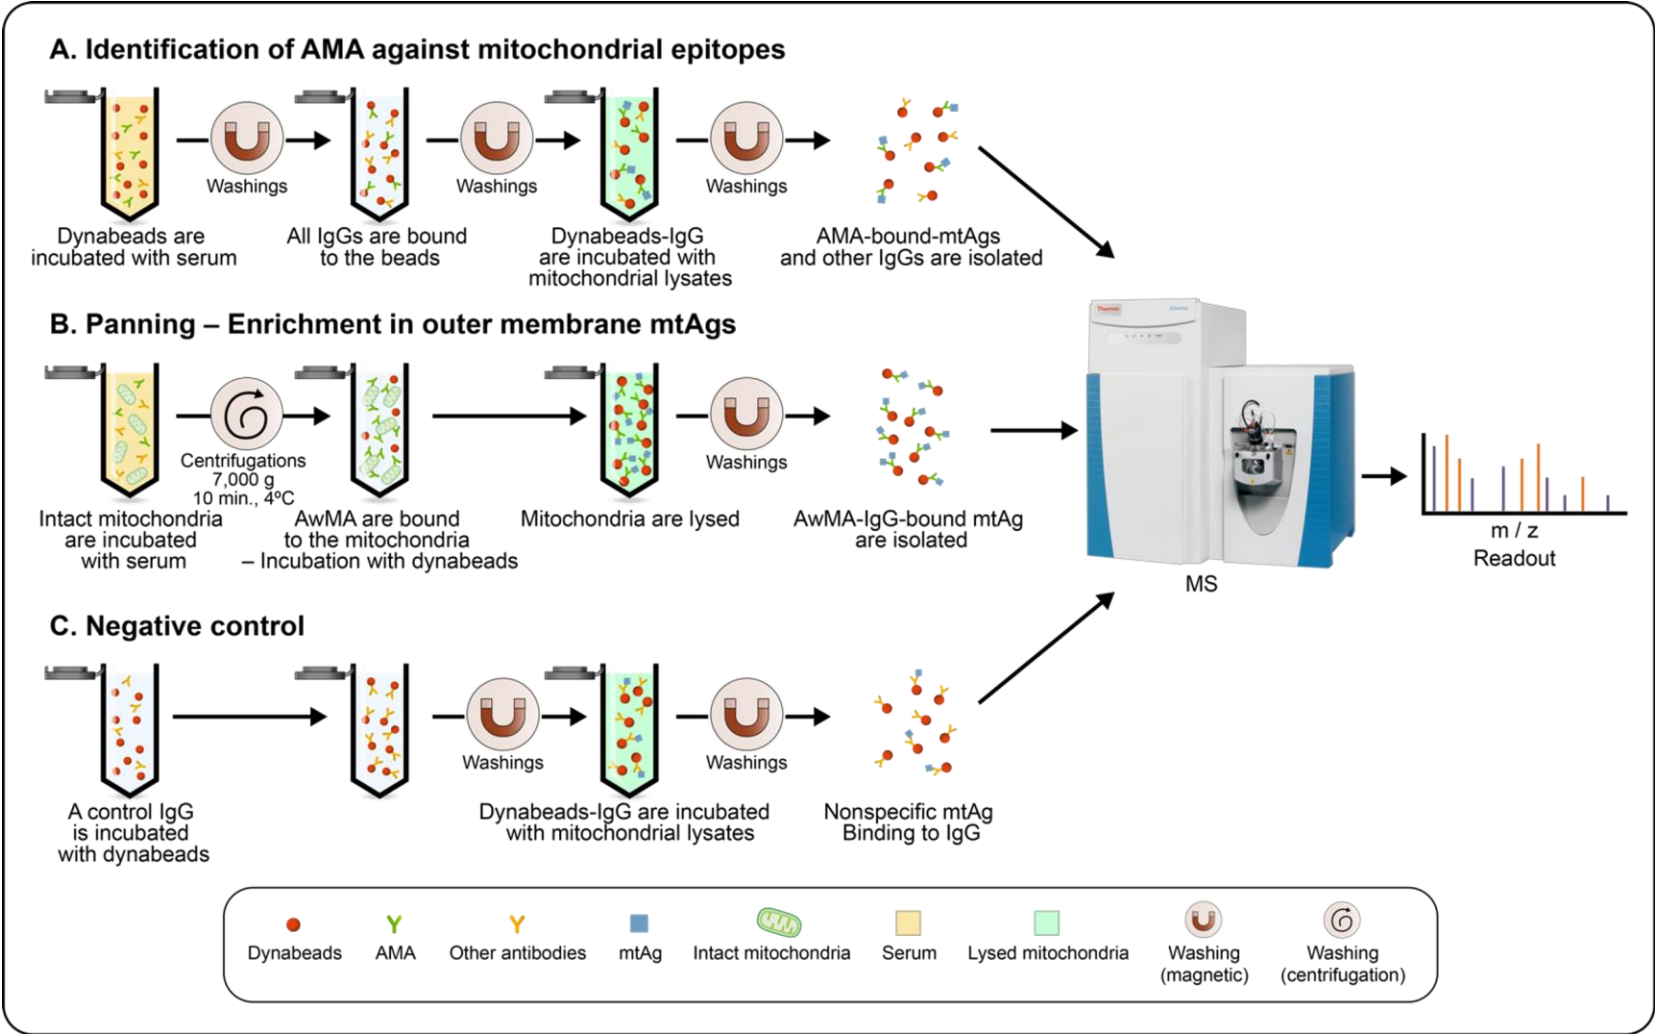 A. Identification of AMA against mitochondrial epitopes
Washings
Washings
Washings
Dynabeads are
incubated with serum
All IgGs are bound
to the beads
Dynabeads-IgG
are incubated with
mitochondrial lysates
AMA-bound-mtAgs
and other IgGs are isolated
B. Panning – Enrichment in outer membrane mtAgs
Centrifugations
7,000 g
10 min., 4ºC
Washings
Intact mitochondria
are incubated
with serum
AwMA are bound
to the mitochondria
– Incubation with dynabeads
Mitochondria are lysed
AwMA-IgG-bound mtAg
are isolated
Thermo
MS
m / z
Readout
C. Negative control
Washings
Washings
A control IgG
is incubated
with dynabeads
Dynabeads-IgG are incubated
with mitochondrial lysates
Nonspecific mtAg
Binding to IgG
Dynabeads
AMA
Other antibodies
mtAg
Intact mitochondria
Serum
Lysed mitochondria
Washing
(magnetic)
Washing
(centrifugation)